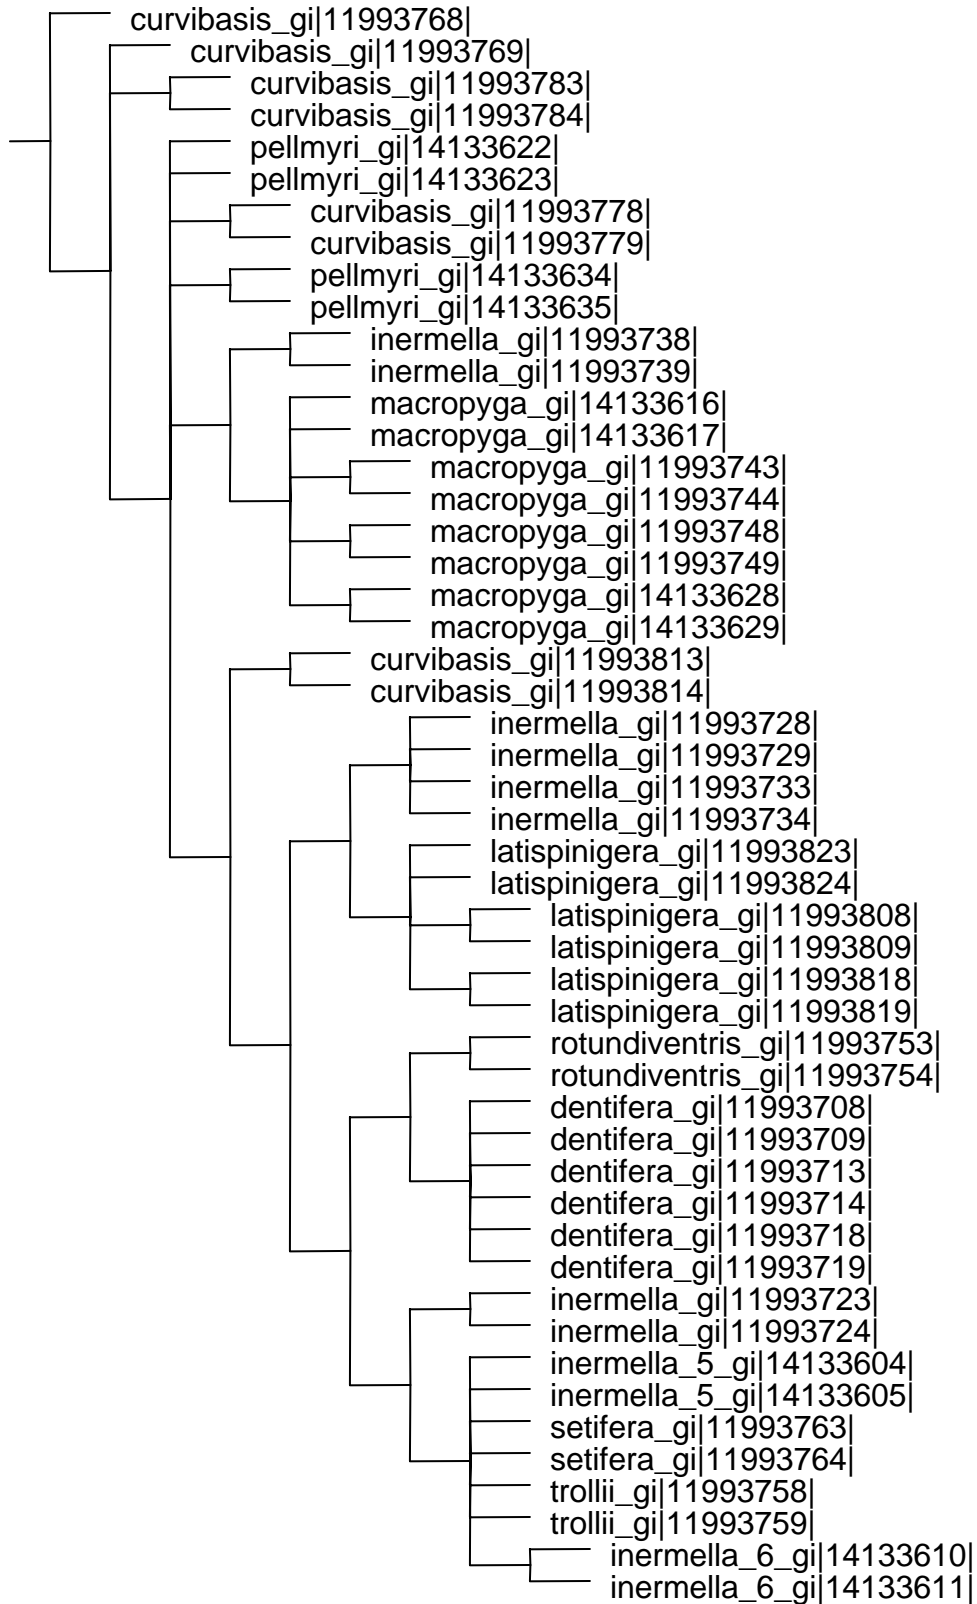 curvibasis_gi|11993768|
curvibasis_gi|11993769|
curvibasis_gi|11993783|
curvibasis_gi|11993784|
pellmyri_gi|14133622|
pellmyri_gi|14133623|
curvibasis_gi|11993778|
curvibasis_gi|11993779|
pellmyri_gi|14133634|
pellmyri_gi|14133635|
inermella_gi|11993738|
inermella_gi|11993739|
macropyga_gi|14133616|
macropyga_gi|14133617|
macropyga_gi|11993743|
macropyga_gi|11993744|
macropyga_gi|11993748|
macropyga_gi|11993749|
macropyga_gi|14133628|
macropyga_gi|14133629|
curvibasis_gi|11993813|
curvibasis_gi|11993814|
inermella_gi|11993728|
inermella_gi|11993729|
inermella_gi|11993733|
inermella_gi|11993734|
latispinigera_gi|11993823|
latispinigera_gi|11993824|
latispinigera_gi|11993808|
latispinigera_gi|11993809|
latispinigera_gi|11993818|
latispinigera_gi|11993819|
rotundiventris_gi|11993753|
rotundiventris_gi|11993754|
dentifera_gi|11993708|
dentifera_gi|11993709|
dentifera_gi|11993713|
dentifera_gi|11993714|
dentifera_gi|11993718|
dentifera_gi|11993719|
inermella_gi|11993723|
inermella_gi|11993724|
inermella_5_gi|14133604|
inermella_5_gi|14133605|
setifera_gi|11993763|
setifera_gi|11993764|
trollii_gi|11993758|
trollii_gi|11993759|
inermella_6_gi|14133610|
inermella_6_gi|14133611|